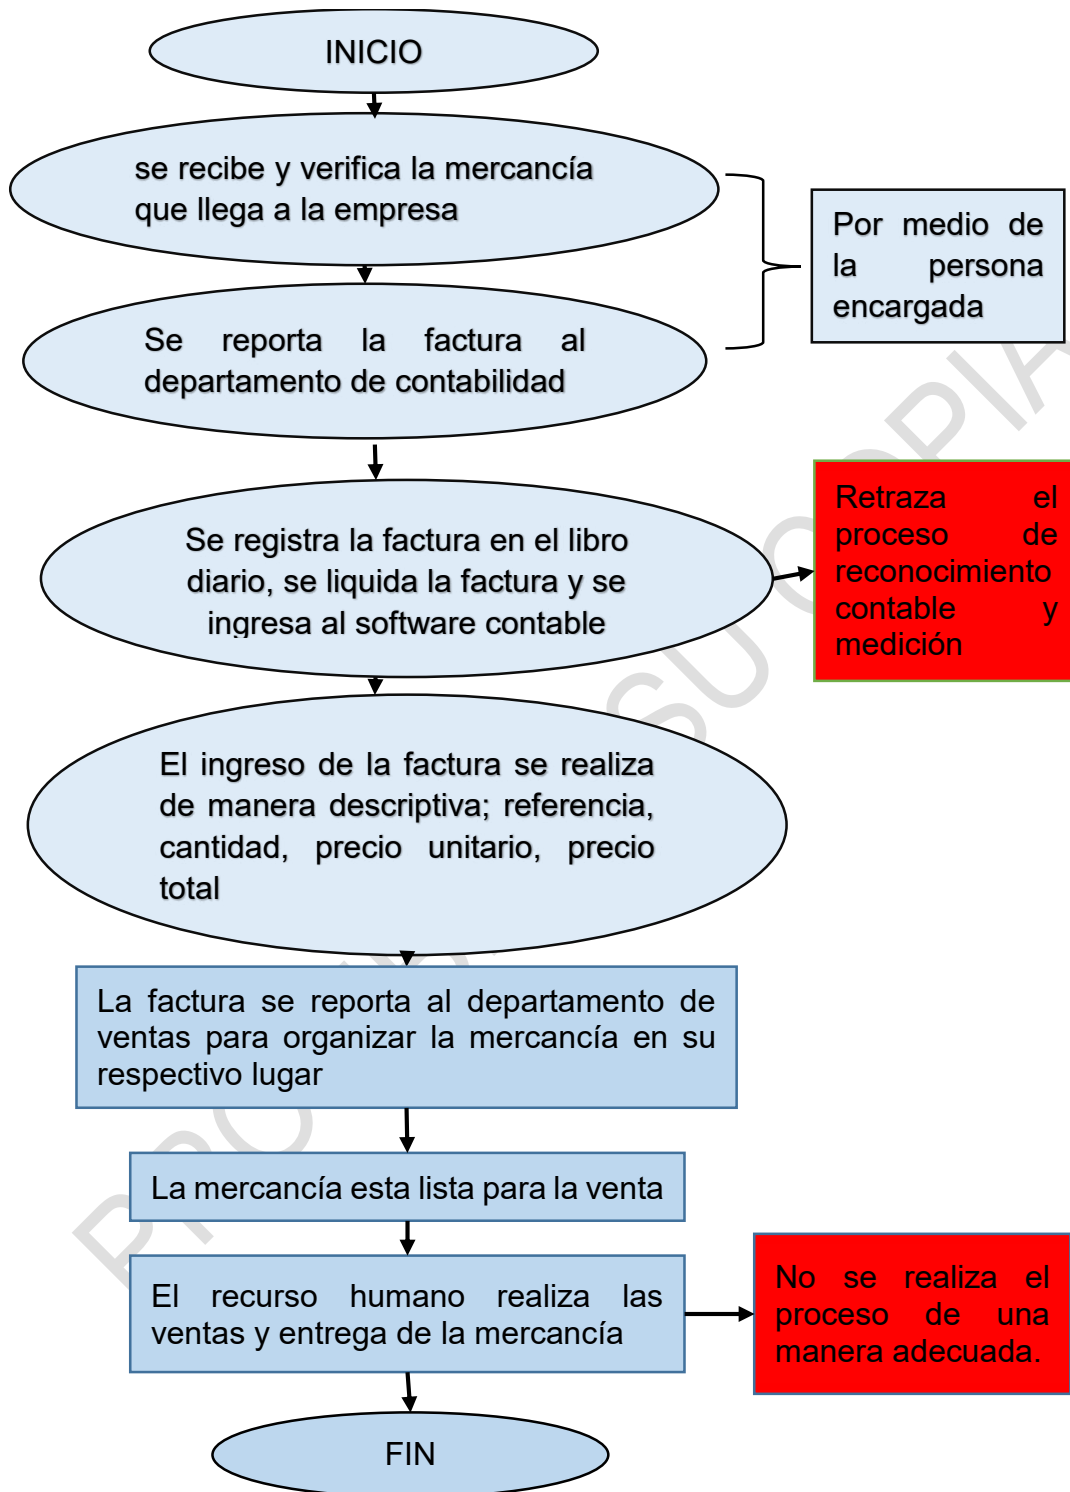 INICIO
se recibe y verifica la mercancía
que llega a la empresa
Por medio de
la persona
encargada
Se reporta la factura al
departamento de contabilidad
Se registra la factura en el libro
diario, se liquida la factura y se
ingresa al software contable
Retraza el
proceso de
reconocimiento
contable y
medición
El ingreso de la factura se realiza
de manera descriptiva; referencia,
cantidad, precio unitario, precio
total
La factura se reporta al departamento de
ventas para organizar la mercancía en su
respectivo lugar
La mercancía esta lista para la venta
El recurso humano realiza las
ventas y entrega de la mercancía
No se realiza el
proceso de una
manera adecuada.
FIN
SU COPIA